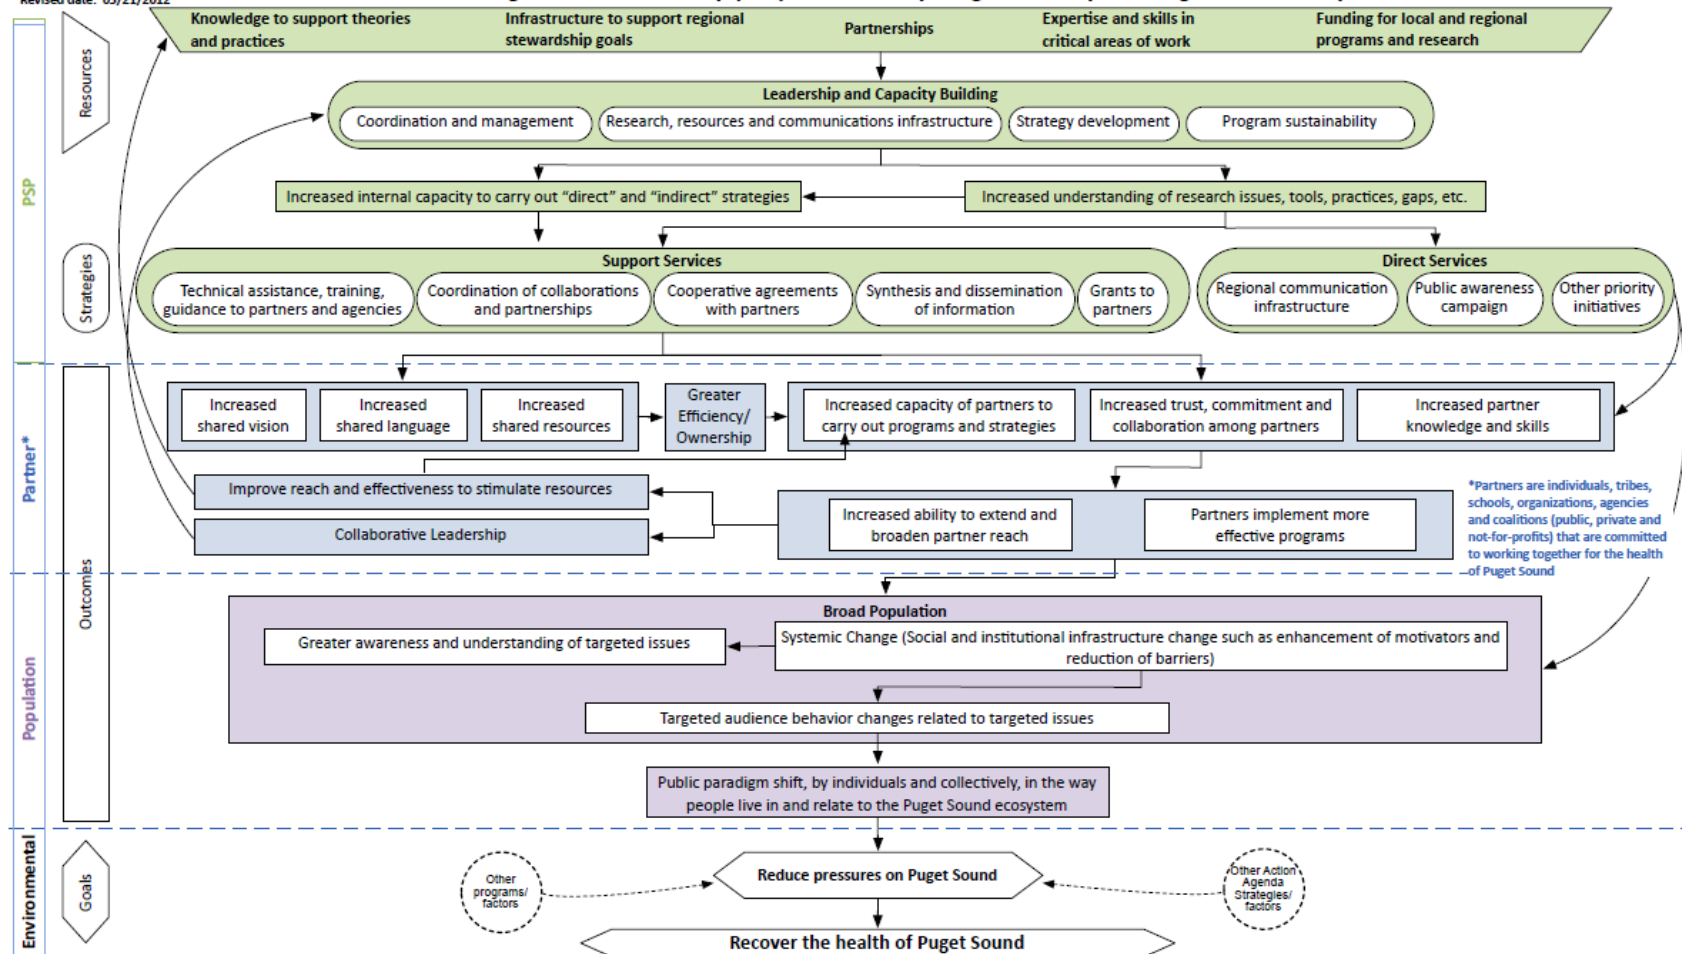 Revised date: 05/21/2012
Knowledge to support theories
and practices
Infrastructure to support regional
stewardship goals
Partnerships
Expertise and skills in
critical areas of work
Funding for local and regional
programs and research
Resources
Leadership and Capacity Building
Coordination and management
Research, resources and communications infrastructure
Strategy development
Program sustainability
PSP
Increased internal capacity to carry out “direct” and “indirect” strategies
Increased understanding of research issues, tools, practices, gaps, etc.
Strategies
Support Services
Technical assistance, training,
guidance to partners and agencies
Coordination of collaborations
and partnerships
Cooperative agreements
with partners
Synthesis and dissemination
of information
Grants to
partners
Direct Services
Regional communication
infrastructure
Public awareness
campaign
Other priority
initiatives
Partner*
Outcomes
Increased
shared vision
Increased
shared language
Increased
shared resources
Greater
Efficiency/
Ownership
Increased capacity of partners to
carry out programs and strategies
Increased trust, commitment and
collaboration among partners
Increased partner
knowledge and skills
Improve reach and effectiveness to stimulate resources
Collaborative Leadership
Increased ability to extend and
broaden partner reach
Partners implement more
effective programs
*Partners are individuals, tribes,
schools, organizations, agencies
and coalitions (public, private and
not-for-profits) that are committed
to working together for the health
of Puget Sound
Population
Broad Population
Greater awareness and understanding of targeted issues
Systemic Change (Social and institutional infrastructure change such as enhancement of motivators and
reduction of barriers)
Targeted audience behavior changes related to targeted issues
Public paradigm shift, by individuals and collectively, in the way
people live in and relate to the Puget Sound ecosystem
Environmental
Goals
Other
programs/
factors
Reduce pressures on Puget Sound
Other Action
Agenda
Strategies/
factors
Recover the health of Puget Sound